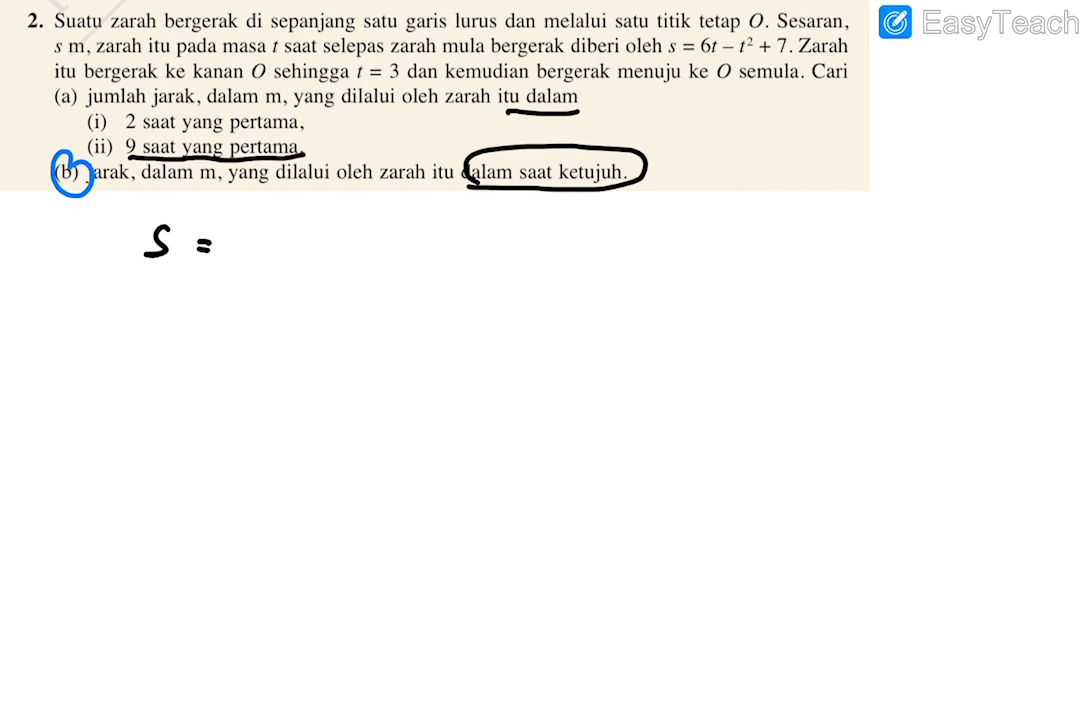 2. Suatu zarah bergerak di sepanjang satu garis lurus dan melalui satu titik tetap O. Sesaran,
s m, zarah itu pada masa t saat selepas zarah mula bergerak diberi oleh s = 6t – t² + 7. Zarah
itu bergerak ke kanan O sehingga t = 3 dan kemudian bergerak menuju ke O semula. Cari
(a) jumlah jarak, dalam m, yang dilalui oleh zarah itu dalam
(i) 2 saat yang pertama,
(ii) 9 saat yang pertama.
(b) jarak, dalam m, yang dilalui oleh zarah itu dalam saat ketujuh.
EasyTeach
s =